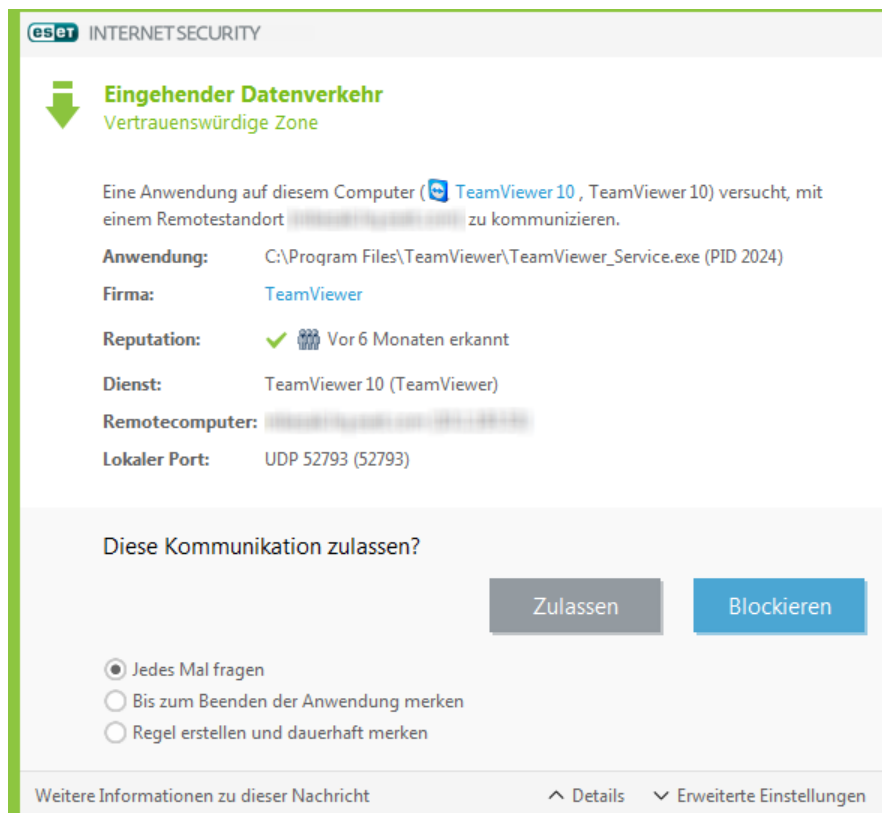 eset INTERNET SECURITY
Eingehender Datenverkehr
Vertrauenswürdige Zone
Eine Anwendung auf diesem Computer ( TeamViewer 10 , TeamViewer 10) versucht, mit
einem Remotestandort zu kommunizieren.
Anwendung: C:\Program Files\TeamViewer\TeamViewer_Service.exe (PID 2024)
Firma: TeamViewer
Reputation: Vor 6 Monaten erkannt
Dienst: TeamViewer 10 (TeamViewer)
Remotecomputer:
Lokaler Port: UDP 52793 (52793)
Diese Kommunikation zulassen?
Zulassen Blockieren
Jedes Mal fragen
Bis zum Beenden der Anwendung merken
Regel erstellen und dauerhaft merken
Weitere Informationen zu dieser Nachricht Details Erweiterte Einstellungen